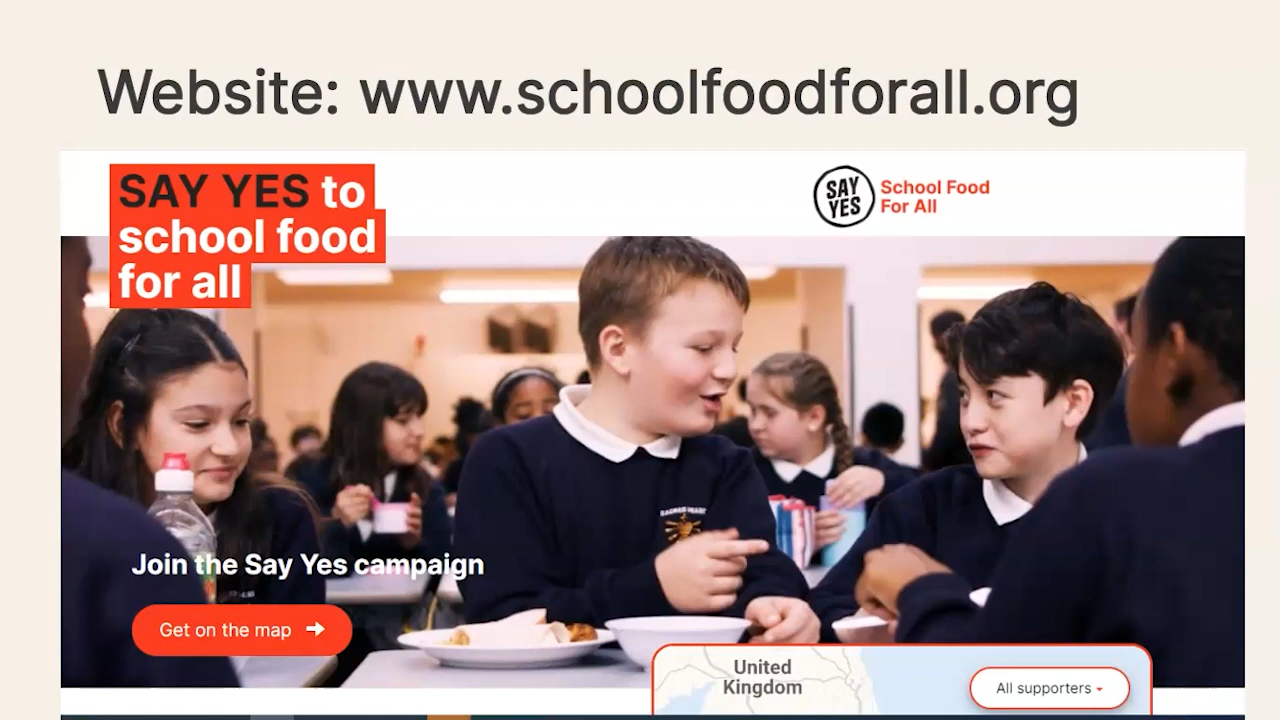 Website: www.schoolfoodforall.org
SAY YES to
school food
for all
SAY
YES
School Food
For All
Join the Say Yes campaign
Get on the map
United
Kingdom
All supporters